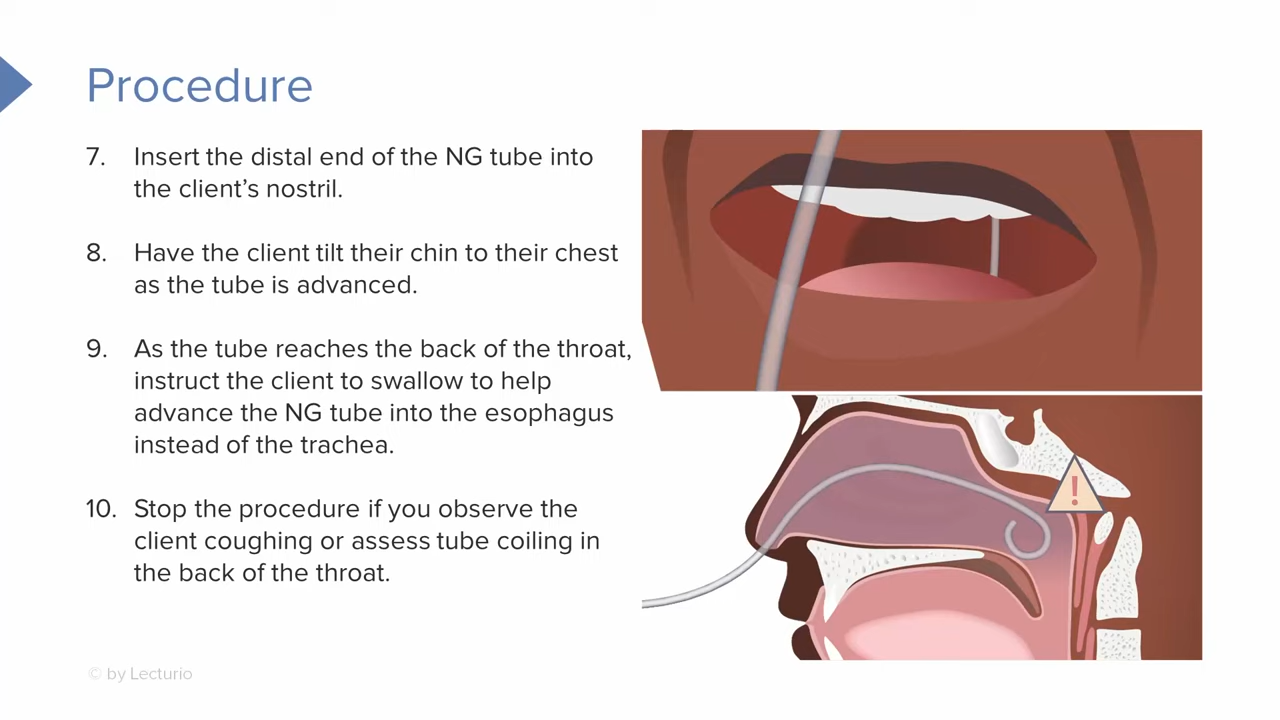 Procedure
7. Insert the distal end of the NG tube into
the client’s nostril.
8. Have the client tilt their chin to their chest
as the tube is advanced.
9. As the tube reaches the back of the throat,
instruct the client to swallow to help
advance the NG tube into the esophagus
instead of the trachea.
10. Stop the procedure if you observe the
client coughing or assess tube coiling in
the back of the throat.
!
© by Lecturio